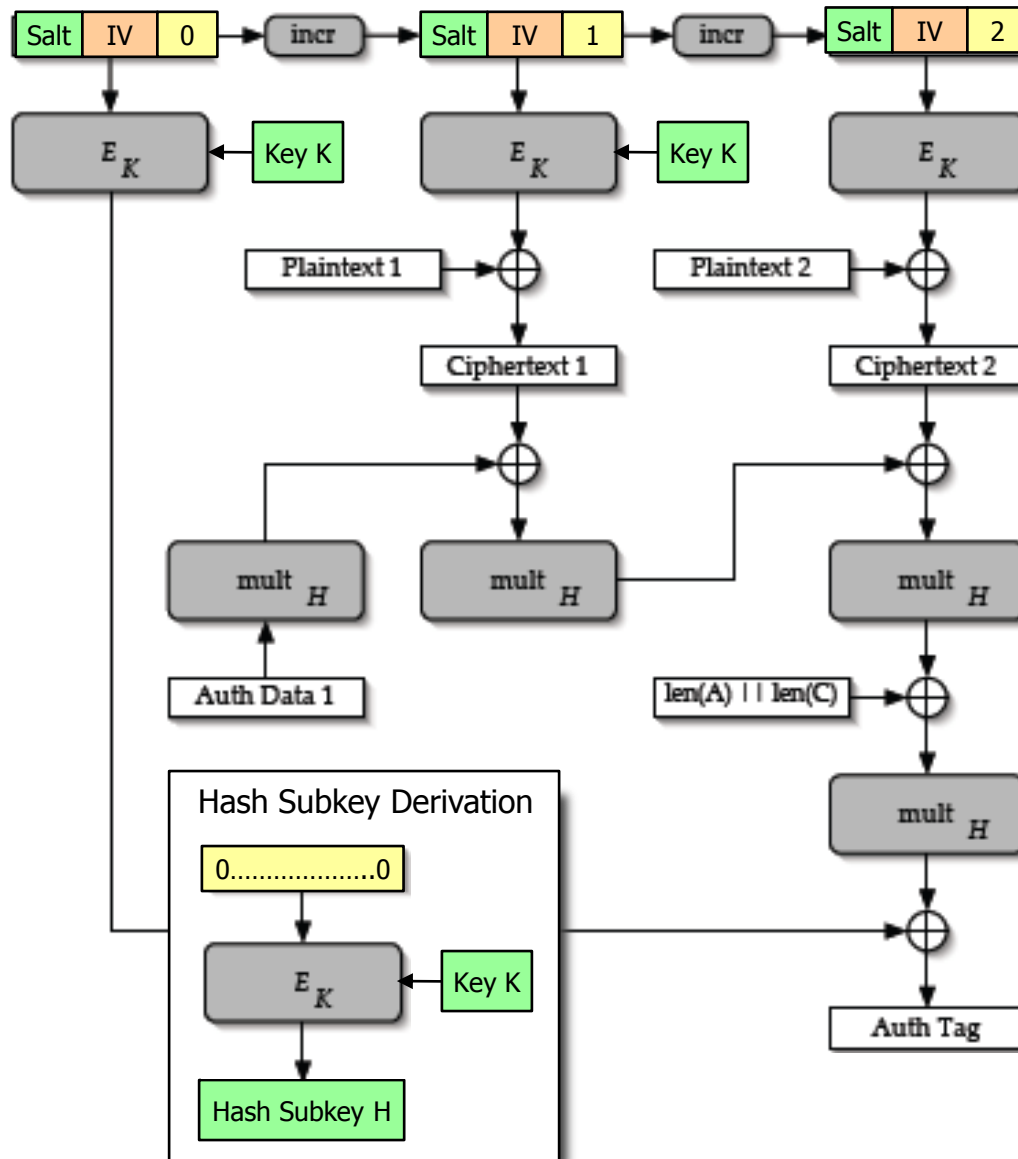 Salt IV 0 incr Salt IV 1 incr Salt IV 2
E K Key K E K Key K E K
Plaintext 1 Plaintext 2
Ciphertext 1 Ciphertext 2
mult H mult H mult H
Auth Data 1 len(A) || len(C)
Hash Subkey Derivation
mult H
0...................0
E K Key K
Auth Tag
Hash Subkey H